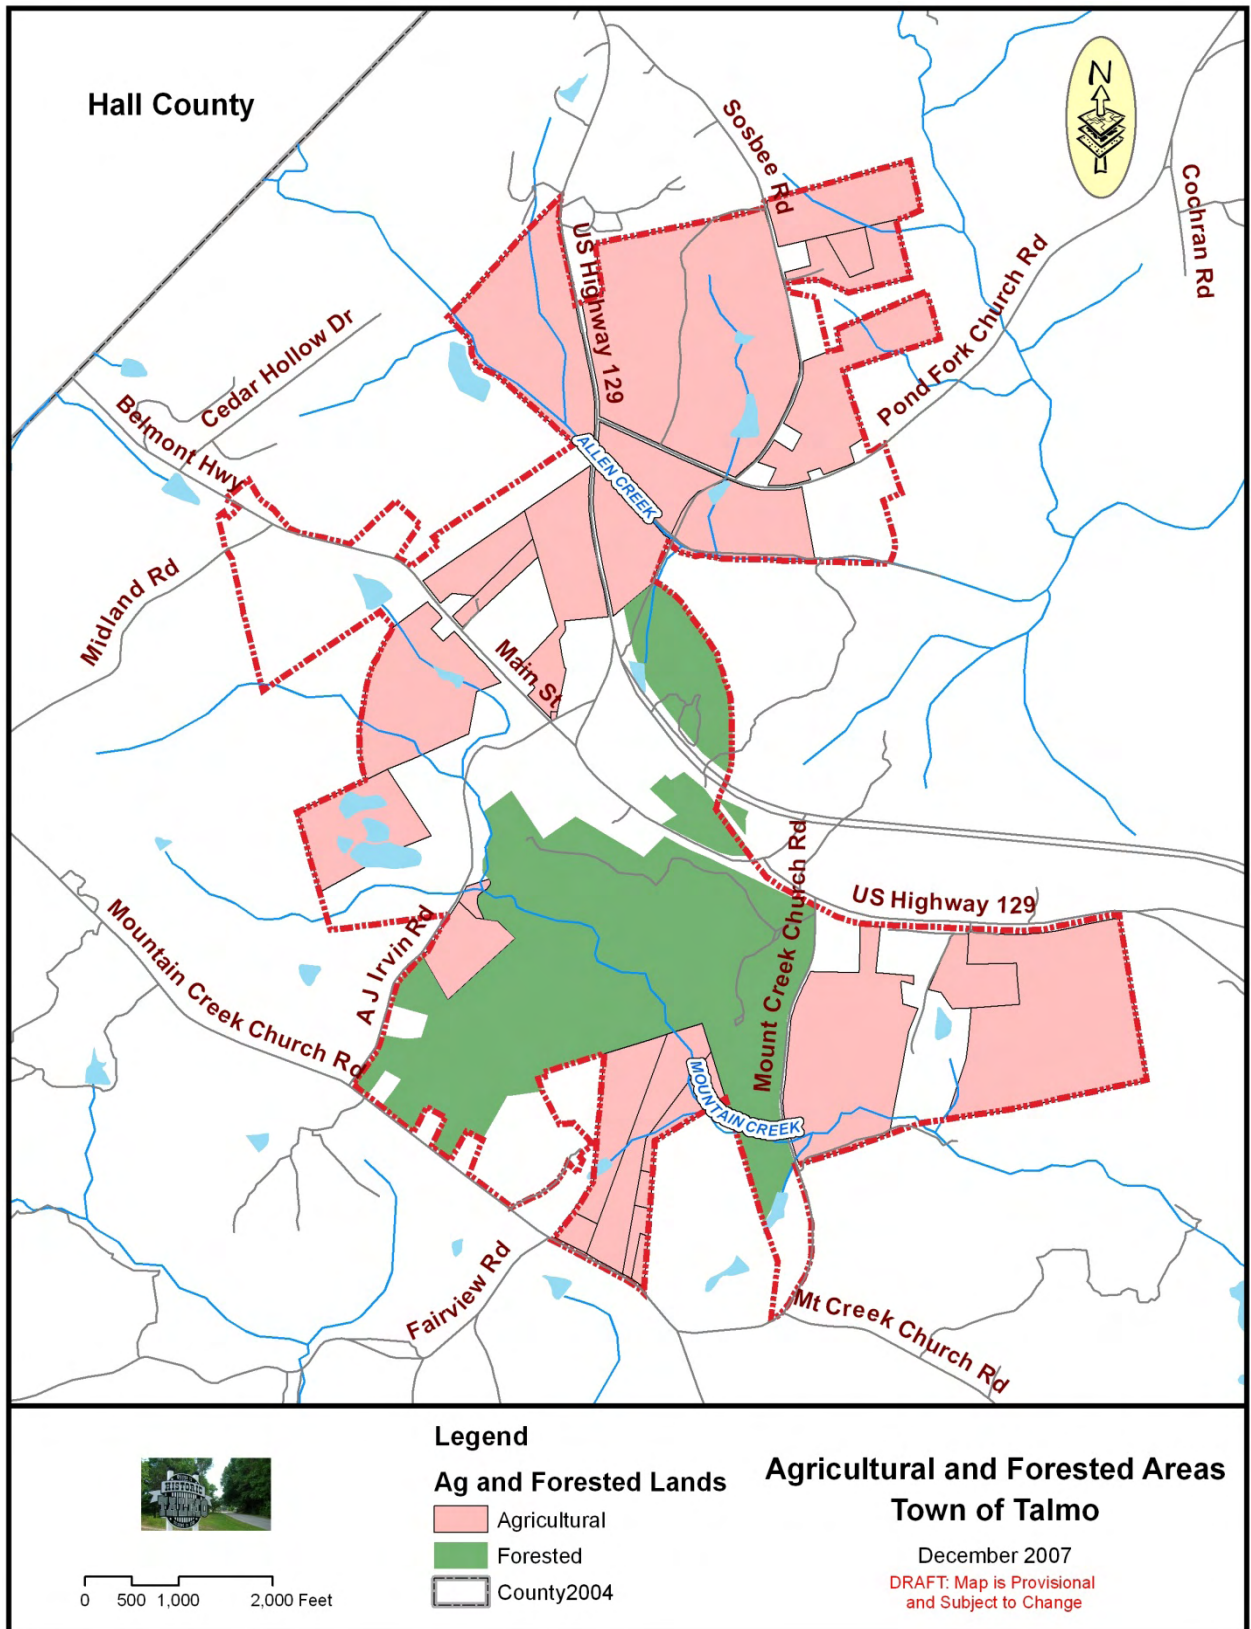 Hall County
N
Sosbee Rd
Cochran Rd
US Highway 129
Pond Fork Church Rd
Cedar Hollow Dr
Belmont Hwy
ALLEN CREEK
Midland Rd
Main St
Mount Creek Church Rd
US Highway 129
Mountain Creek Church Rd
A J Irvin Rd
MOUNTAIN CREEK
Fairview Rd
Mt Creek Church Rd
Legend
Ag and Forested Lands
Agricultural
Forested
County2004
HISTORIC
TALMO
0 500 1,000 2,000 Feet
Agricultural and Forested Areas
Town of Talmo
December 2007
DRAFT: Map is Provisional
and Subject to Change